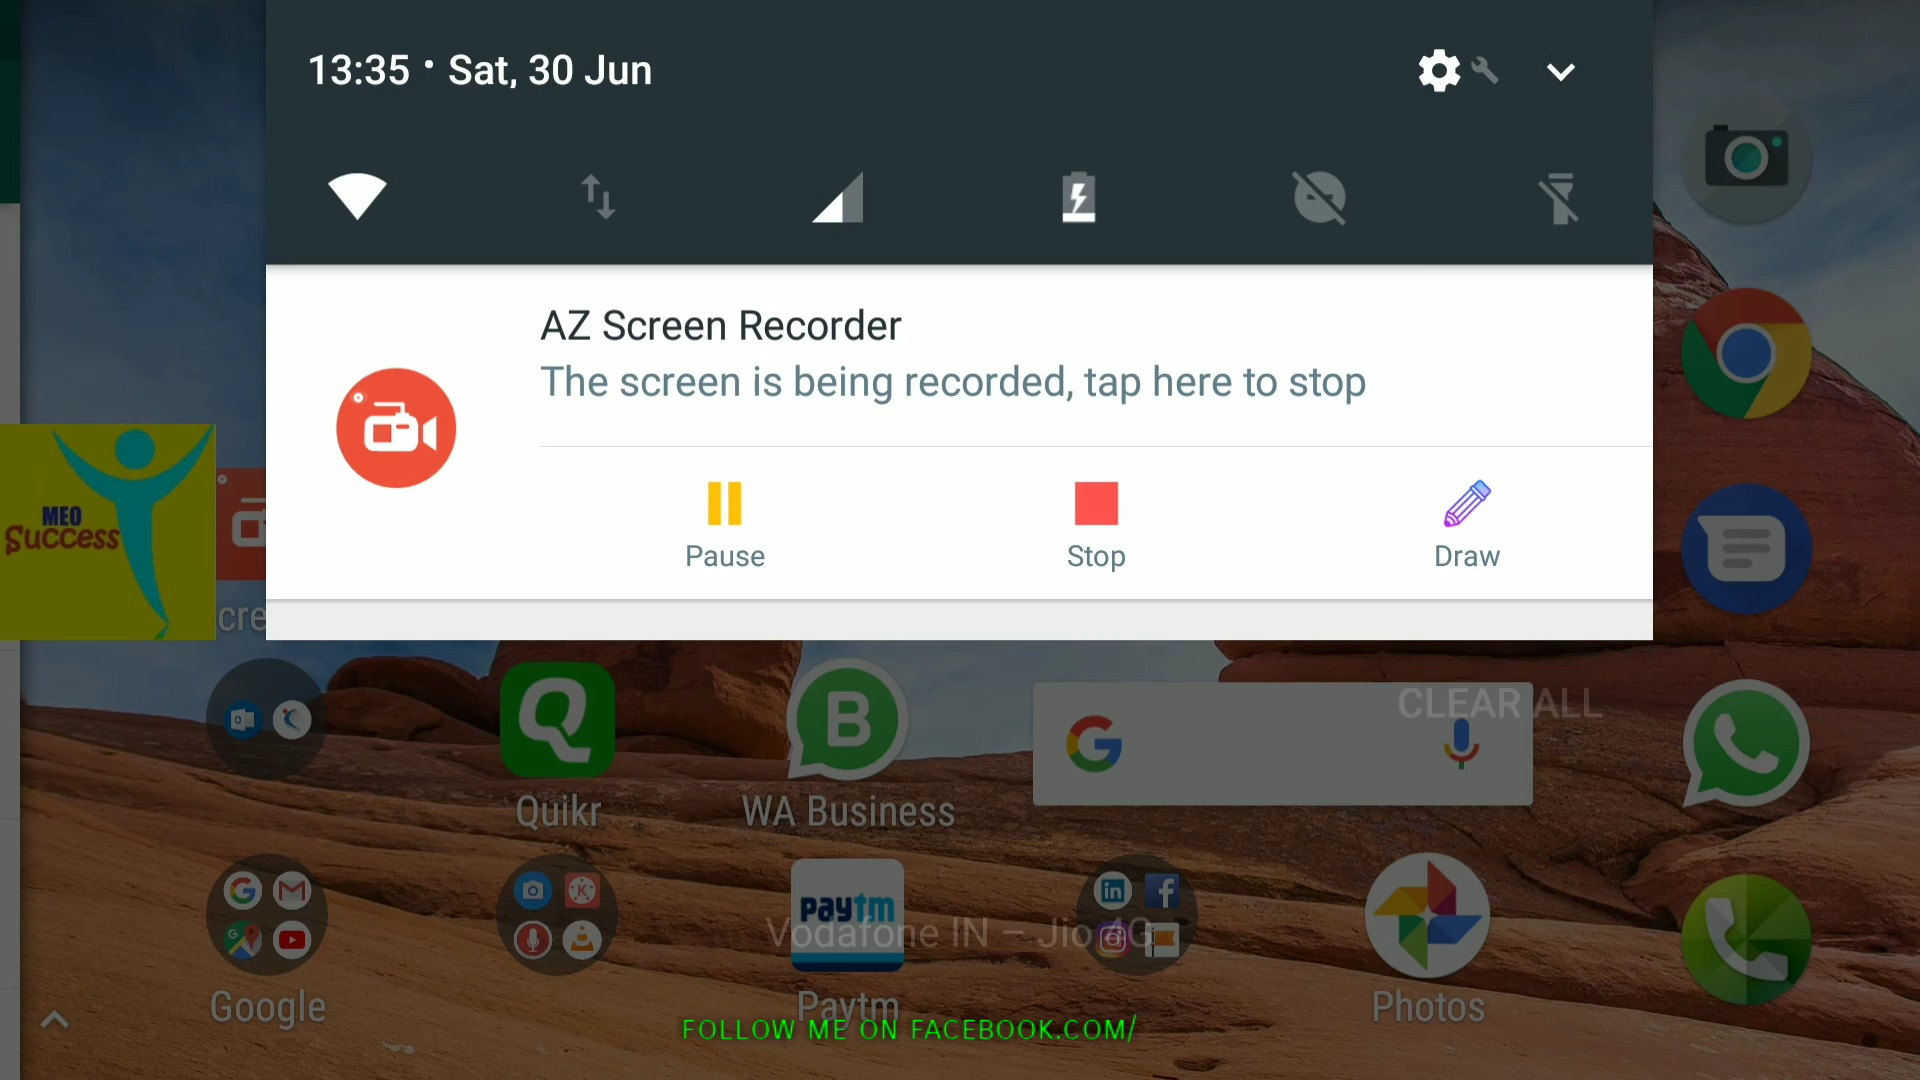 13:35 • Sat, 30 Jun
AZ Screen Recorder
The screen is being recorded, tap here to stop
Pause
Stop
Draw
MEO
Success
cre
CLEAR ALL
Quikr
WA Business
Paytm
Vodafone IN – Jio 4G
Google
Paytm
Photos
FOLLOW ME ON FACEBOOK.COM/